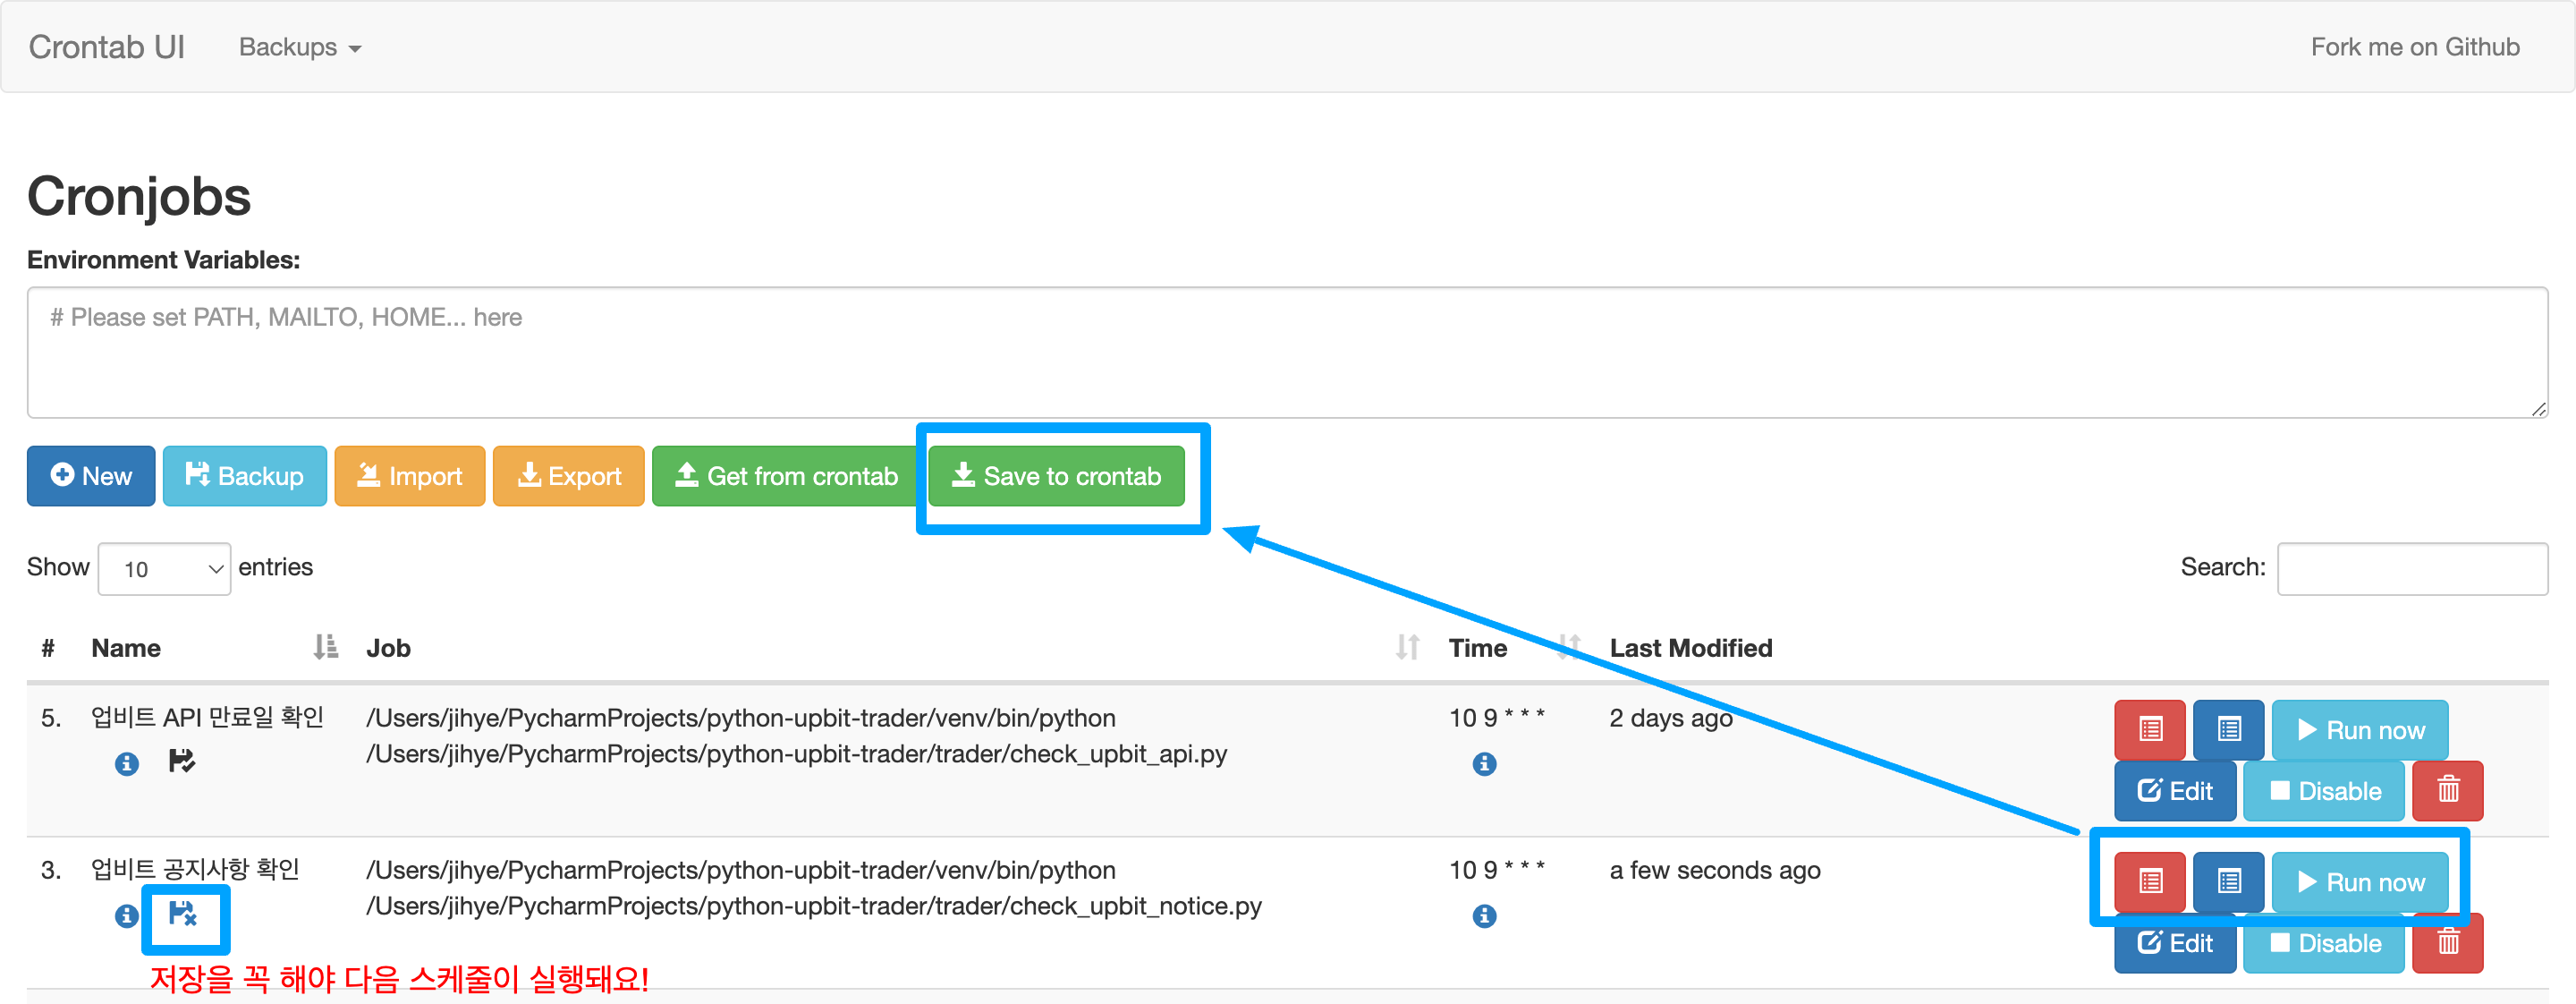 Crontab UI Backups Fork me on Github
Cronjobs
Environment Variables:
# Please set PATH, MAILTO, HOME... here
New Backup Import Export Get from crontab Save to crontab
Show 10 entries Search:
# Name Job Time Last Modified
5. 업비트 API 만료일 확인 /Users/jihye/PycharmProjects/python-upbit-trader/venv/bin/python 10 9 * * * 2 days ago Run now
/Users/jihye/PycharmProjects/python-upbit-trader/trader/check_upbit_api.py
Edit Disable
3. 업비트 공지사항 확인 /Users/jihye/PycharmProjects/python-upbit-trader/venv/bin/python 10 9 * * * a few seconds ago Run now
/Users/jihye/PycharmProjects/python-upbit-trader/trader/check_upbit_notice.py
Edit Disable
저장을 꼭 해야 다음 스케줄이 실행돼요!